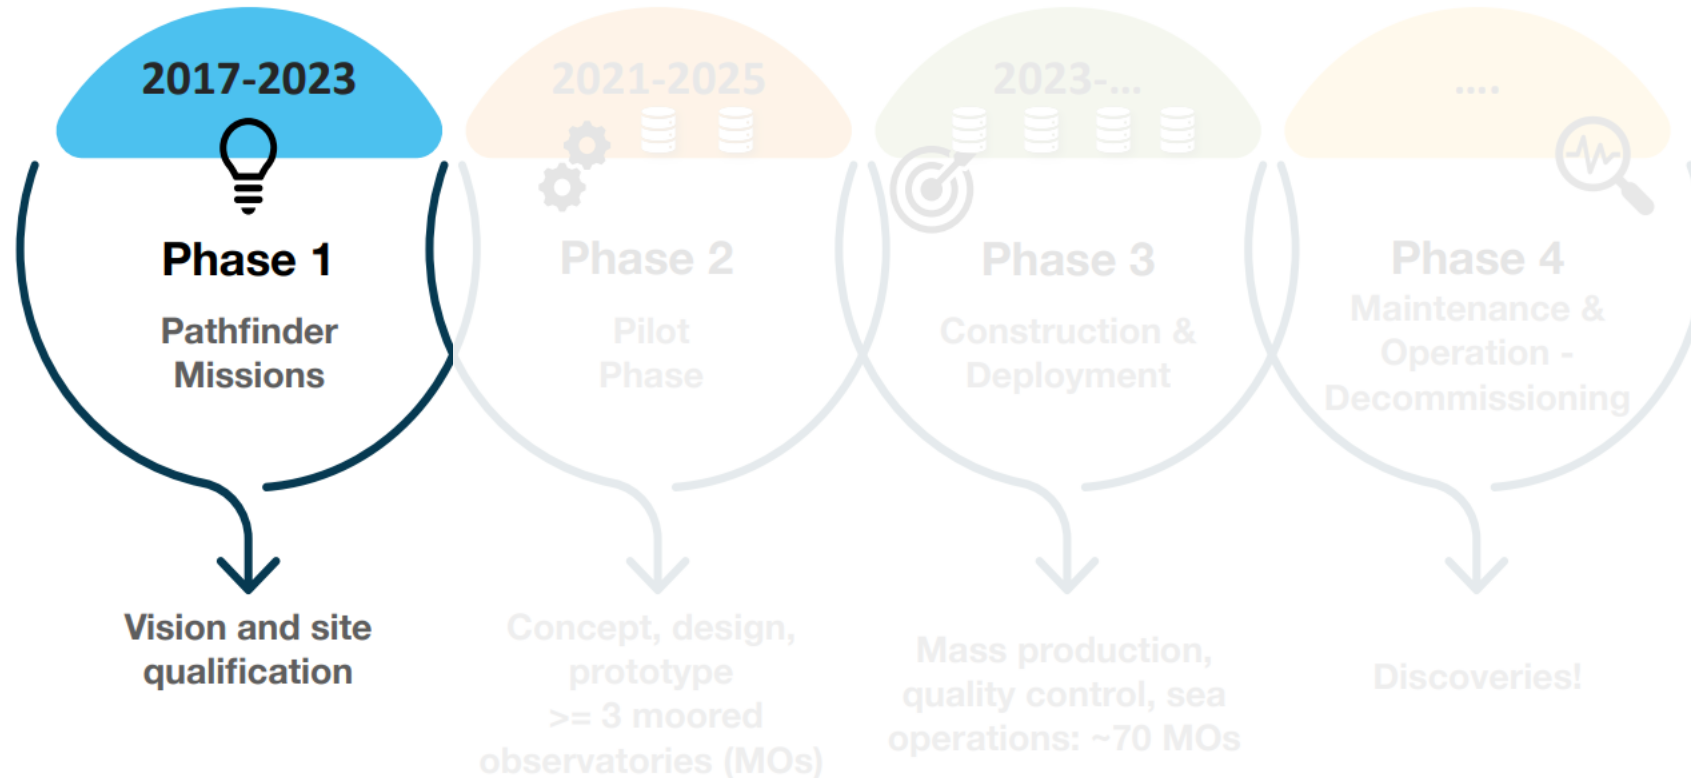 2017-2023
Phase 1
Pathfinder
Missions
Vision and site
qualification
2021-2025
Phase 2
Pilot
Phase
Concept, design,
prototype
>= 3 moored
observatories (MOs)
2023-...
Phase 3
Construction &
Deployment
Mass production,
quality control, sea
operations: ~70 MOs
....
Phase 4
Maintenance &
Operation -
Decommissioning
Discoveries!